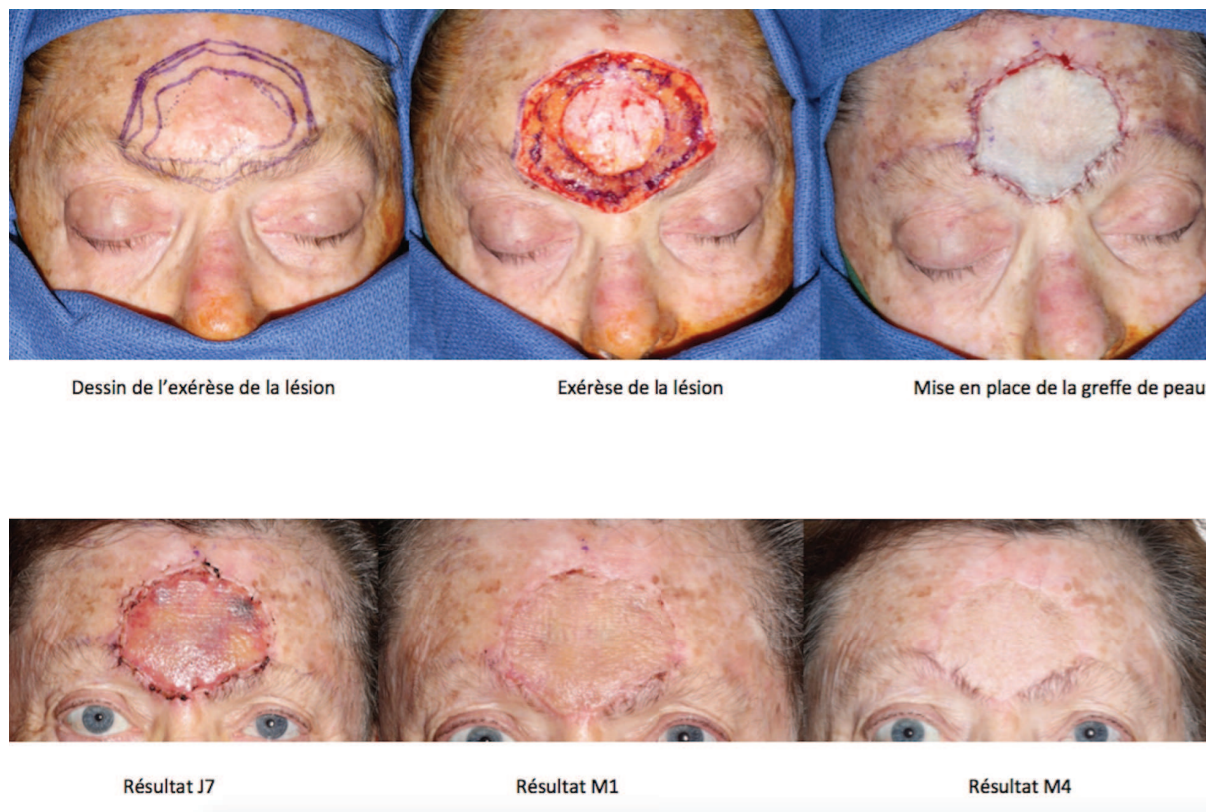 Dessin de l'exérèse de la lésion
Exérèse de la lésion
Mise en place de la greffe de peau
Résultat J7
Résultat M1
Résultat M4